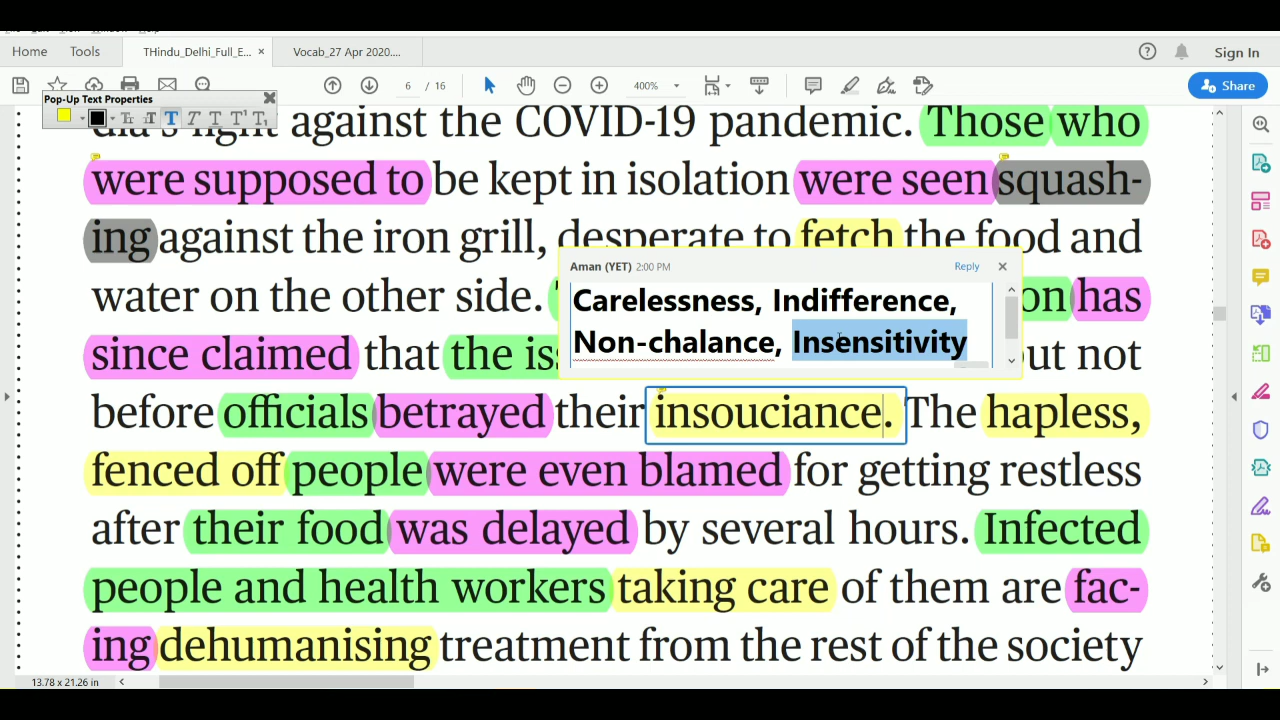 Home Tools THindu_Delhi_Full_E... × Vocab_27 Apr 2020.... Sign In
6 / 16 400% Share
Pop-Up Text Properties
dia's fight against the COVID-19 pandemic. Those who
were supposed to be kept in isolation were seen squash-
ing against the iron grill, desperate to fetch the food and
water on the other side. on has
since claimed that the iss but not
before officials betrayed their insouciance. The hapless,
fenced off people were even blamed for getting restless
after their food was delayed by several hours. Infected
people and health workers taking care of them are fac-
ing dehumanising treatment from the rest of the society
Aman (YET) 2:00 PM Reply
Carelessness, Indifference,
Non-chalance, Insensitivity
13.78 x 21.26 in